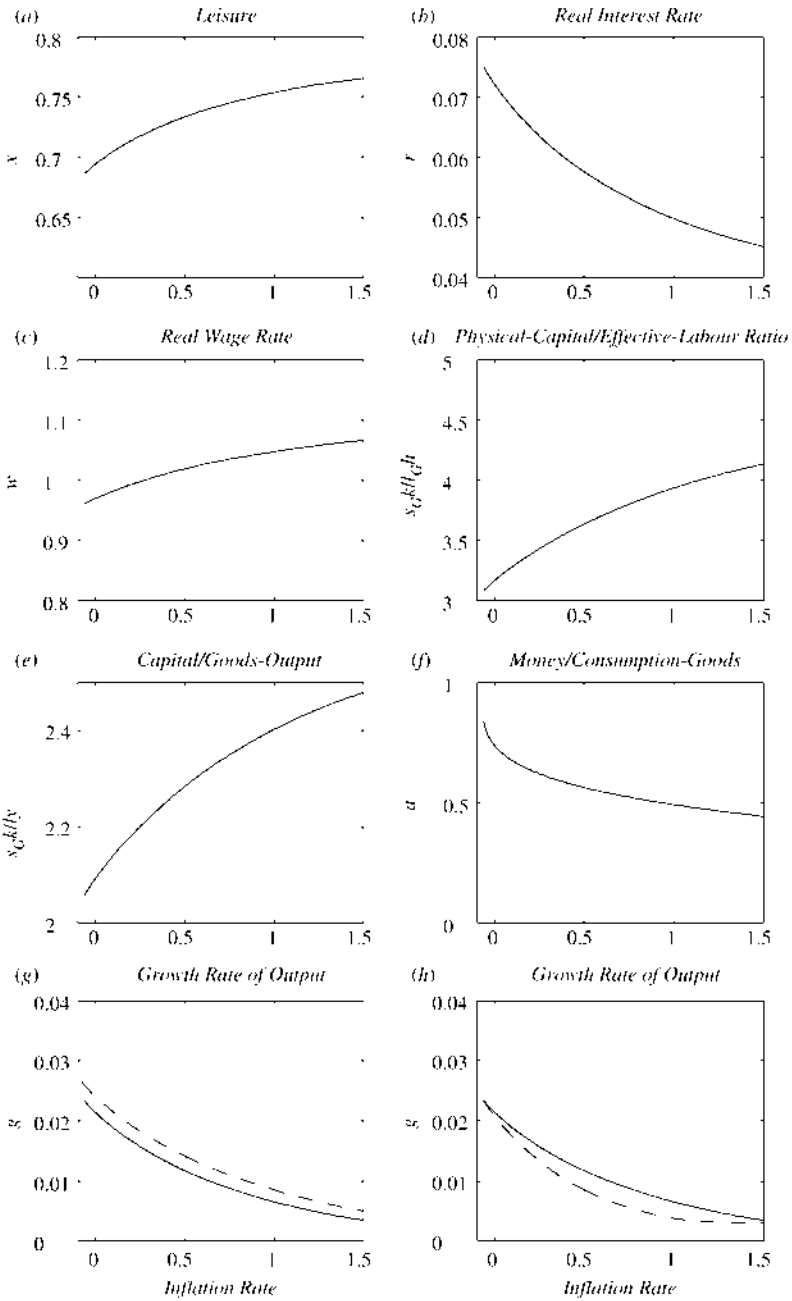 (a) Leisure
0.8
0.75
0.7
0.65
x
0 0.5 1 1.5
(b) Real Interest Rate
0.08
0.07
0.06
0.05
0.04
r
0 0.5 1 1.5
(c) Real Wage Rate
1.2
1.1
1
0.9
0.8
w
0 0.5 1 1.5
(d) Physical-Capital/Effective-Labour Ratio
5
4.5
4
3.5
3
s_Gk/l_Gh
0 0.5 1 1.5
(e) Capital/Goods-Output
2.4
2.2
2
s_Gk/y
0 0.5 1 1.5
(f) Money/Consumption-Goods
1
0.5
0
a
0 0.5 1 1.5
(g) Growth Rate of Output
0.04
0.03
0.02
0.01
0
g
0 0.5 1 1.5
Inflation Rate
(h) Growth Rate of Output
0.04
0.03
0.02
0.01
0
g
0 0.5 1 1.5
Inflation Rate